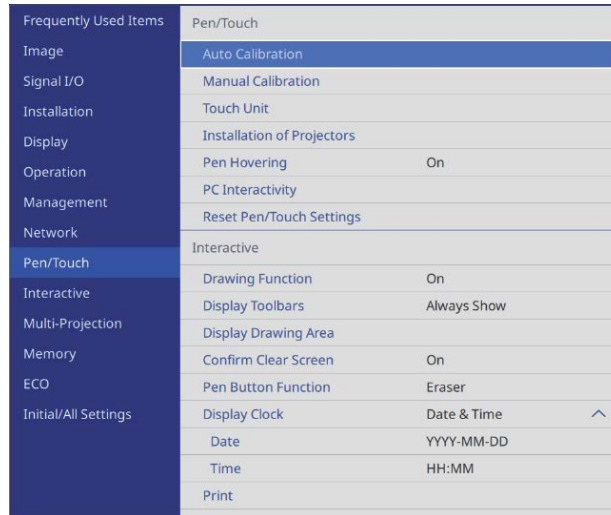 Frequently Used Items
Image
Signal I/O
Installation
Display
Operation
Management
Network
Pen/Touch
Interactive
Multi-Projection
Memory
ECO
Initial/All Settings
Pen/Touch
Auto Calibration
Manual Calibration
Touch Unit
Installation of Projectors
Pen Hovering On
PC Interactivity
Reset Pen/Touch Settings
Interactive
Drawing Function On
Display Toolbars Always Show
Display Drawing Area
Confirm Clear Screen On
Pen Button Function Eraser
Display Clock Date & Time
Date YYYY-MM-DD
Time HH:MM
Print